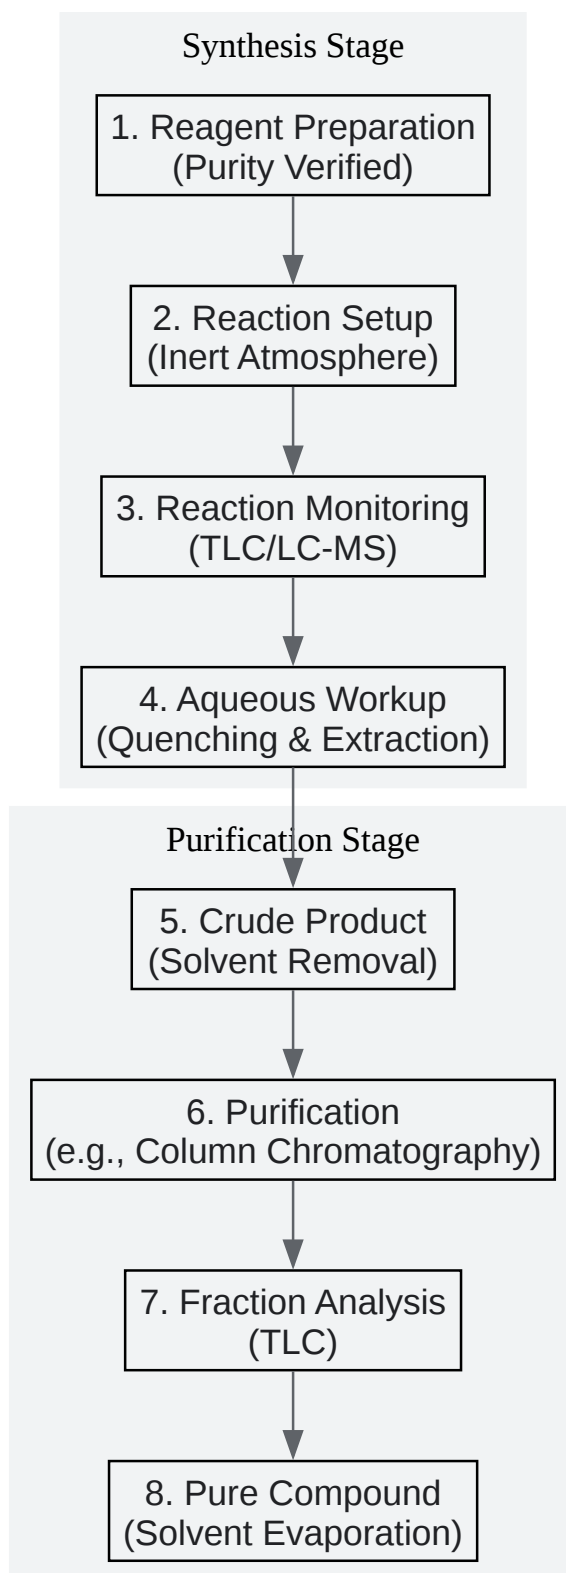 Synthesis Stage
1. Reagent Preparation
(Purity Verified)
2. Reaction Setup
(Inert Atmosphere)
3. Reaction Monitoring
(TLC/LC-MS)
4. Aqueous Workup
(Quenching & Extraction)
Purification Stage
5. Crude Product
(Solvent Removal)
6. Purification
(e.g., Column Chromatography)
7. Fraction Analysis
(TLC)
8. Pure Compound
(Solvent Evaporation)